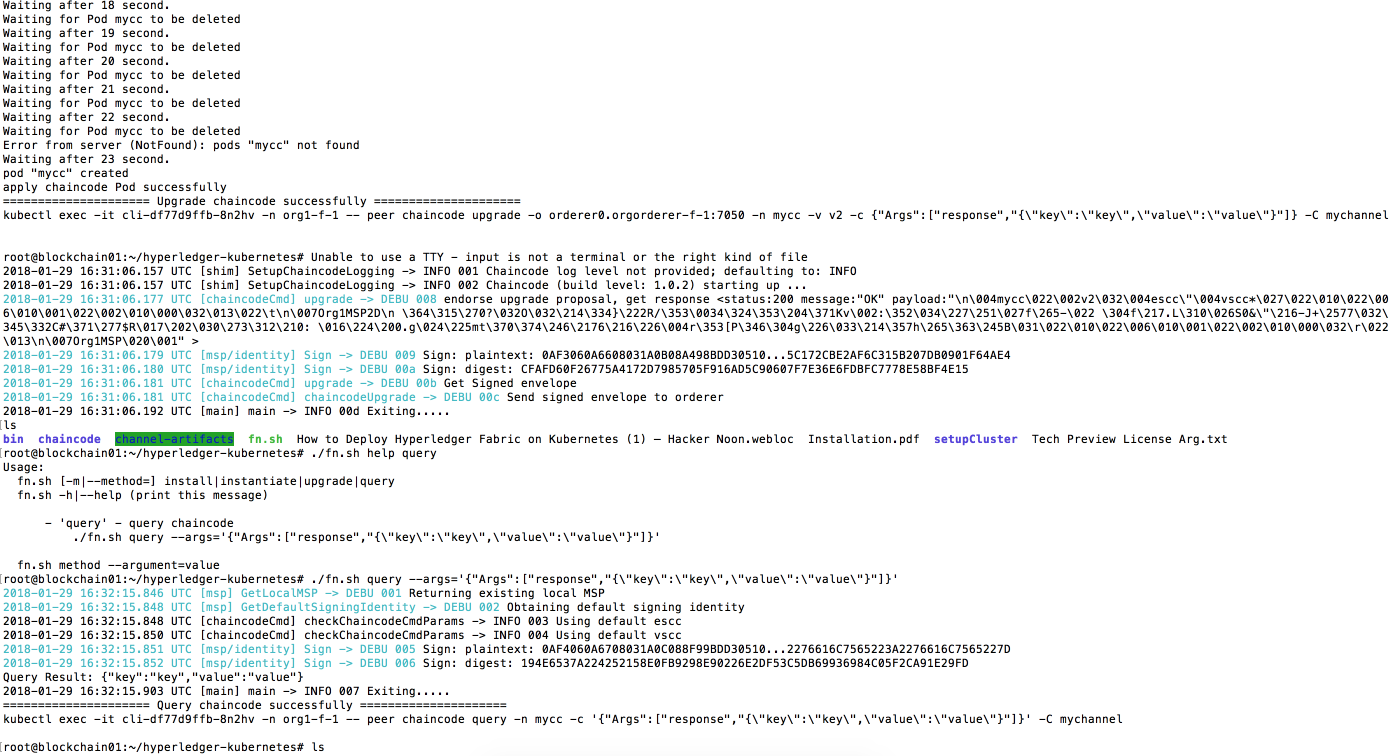 Waiting after 18 second.
Waiting for Pod mycc to be deleted
Waiting after 19 second.
Waiting for Pod mycc to be deleted
Waiting after 20 second.
Waiting for Pod mycc to be deleted
Waiting after 21 second.
Waiting for Pod mycc to be deleted
Waiting after 22 second.
Waiting for Pod mycc to be deleted
Error from server (NotFound): pods "mycc" not found
Waiting after 23 second.
pod "mycc" created
apply chaincode Pod successfully
===================== Upgrade chaincode successfully =====================
kubectl exec -it cli-df77d9ffb-8n2hv -n org1-f-1 -- peer chaincode upgrade -o orderer0.orgorderer-f-1:7050 -n mycc -v v2 -c {"Args":["response","{\"key\":\"key\",\"value\":\"value\"}"]} -C mychannel
root@blockchain01:~/hyperledger-kubernetes# Unable to use a TTY - input is not a terminal or the right kind of file
2018-01-29 16:31:06.157 UTC [shim] SetupChaincodeLogging -> INFO 001 Chaincode log level not provided; defaulting to: INFO
2018-01-29 16:31:06.157 UTC [shim] SetupChaincodeLogging -> INFO 002 Chaincode (build level: 1.0.2) starting up ...
2018-01-29 16:31:06.177 UTC [chaincodeCmd] upgrade -> DEBU 008 endorse upgrade proposal, get response <status:200 message:"OK" payload:"\n\004mycc\022\002v2\032\004escc\"\004vscc*\027\022\010\022\00
6\010\001\022\002\010\000\032\013\022\t\n\007Org1MSP2D\n \364\315\270?\032O\032\214\334}\222R/\353\0034\324\353\204\371Kv\002:\352\034\227\251\027f\265-\022 \304f\217.L\310\026S0&\"\216-J+\2577\032\
345\332C#\371\277$R\017\202\030\273\312\210: \016\224\200.g\024\225mt\370\374\246\2176\216\226\004r\353[P\346\304g\226\033\214\357h\265\363\245B\031\022\010\022\006\010\001\022\002\010\000\032\r\022
\013\n\007Org1MSP\020\001" >
2018-01-29 16:31:06.179 UTC [msp/identity] Sign -> DEBU 009 Sign: plaintext: 0AF3060A6608031A0B08A498BDD30510...5C172CBE2AF6C315B207DB0901F64AE4
2018-01-29 16:31:06.180 UTC [msp/identity] Sign -> DEBU 00a Sign: digest: CFAFD60F26775A4172D7985705F916AD5C90607F7E36E6FDBFC7778E58BF4E15
2018-01-29 16:31:06.181 UTC [chaincodeCmd] upgrade -> DEBU 00b Get Signed envelope
2018-01-29 16:31:06.181 UTC [chaincodeCmd] chaincodeUpgrade -> DEBU 00c Send signed envelope to orderer
2018-01-29 16:31:06.192 UTC [main] main -> INFO 00d Exiting.....
[ls
bin  chaincode  channel-artifacts  fn.sh  How to Deploy Hyperledger Fabric on Kubernetes (1) – Hacker Noon.webloc  Installation.pdf  setupCluster  Tech Preview License Arg.txt
[root@blockchain01:~/hyperledger-kubernetes# ./fn.sh help query
Usage:
  fn.sh [-m|--method=] install|instantiate|upgrade|query
  fn.sh -h|--help (print this message)
      - 'query' - query chaincode
          ./fn.sh query --args='{"Args":["response","{\"key\":\"key\",\"value\":\"value\"}"]}'
  fn.sh method --argument=value
[root@blockchain01:~/hyperledger-kubernetes# ./fn.sh query --args='{"Args":["response","{\"key\":\"key\",\"value\":\"value\"}"]}'
2018-01-29 16:32:15.846 UTC [msp] GetLocalMSP -> DEBU 001 Returning existing local MSP
2018-01-29 16:32:15.848 UTC [msp] GetDefaultSigningIdentity -> DEBU 002 Obtaining default signing identity
2018-01-29 16:32:15.848 UTC [chaincodeCmd] checkChaincodeCmdParams -> INFO 003 Using default escc
2018-01-29 16:32:15.850 UTC [chaincodeCmd] checkChaincodeCmdParams -> INFO 004 Using default vscc
2018-01-29 16:32:15.851 UTC [msp/identity] Sign -> DEBU 005 Sign: plaintext: 0AF4060A6708031A0C088F99BDD30510...2276616C7565223A2276616C7565227D
2018-01-29 16:32:15.852 UTC [msp/identity] Sign -> DEBU 006 Sign: digest: 194E6537A224252158E0FB9298E90226E2DF53C5DB69936984C05F2CA91E29FD
Query Result: {"key":"key","value":"value"}
2018-01-29 16:32:15.903 UTC [main] main -> INFO 007 Exiting.....
===================== Query chaincode successfully =====================
kubectl exec -it cli-df77d9ffb-8n2hv -n org1-f-1 -- peer chaincode query -n mycc -c '{"Args":["response","{\"key\":\"key\",\"value\":\"value\"}"]}' -C mychannel
[root@blockchain01:~/hyperledger-kubernetes# ls